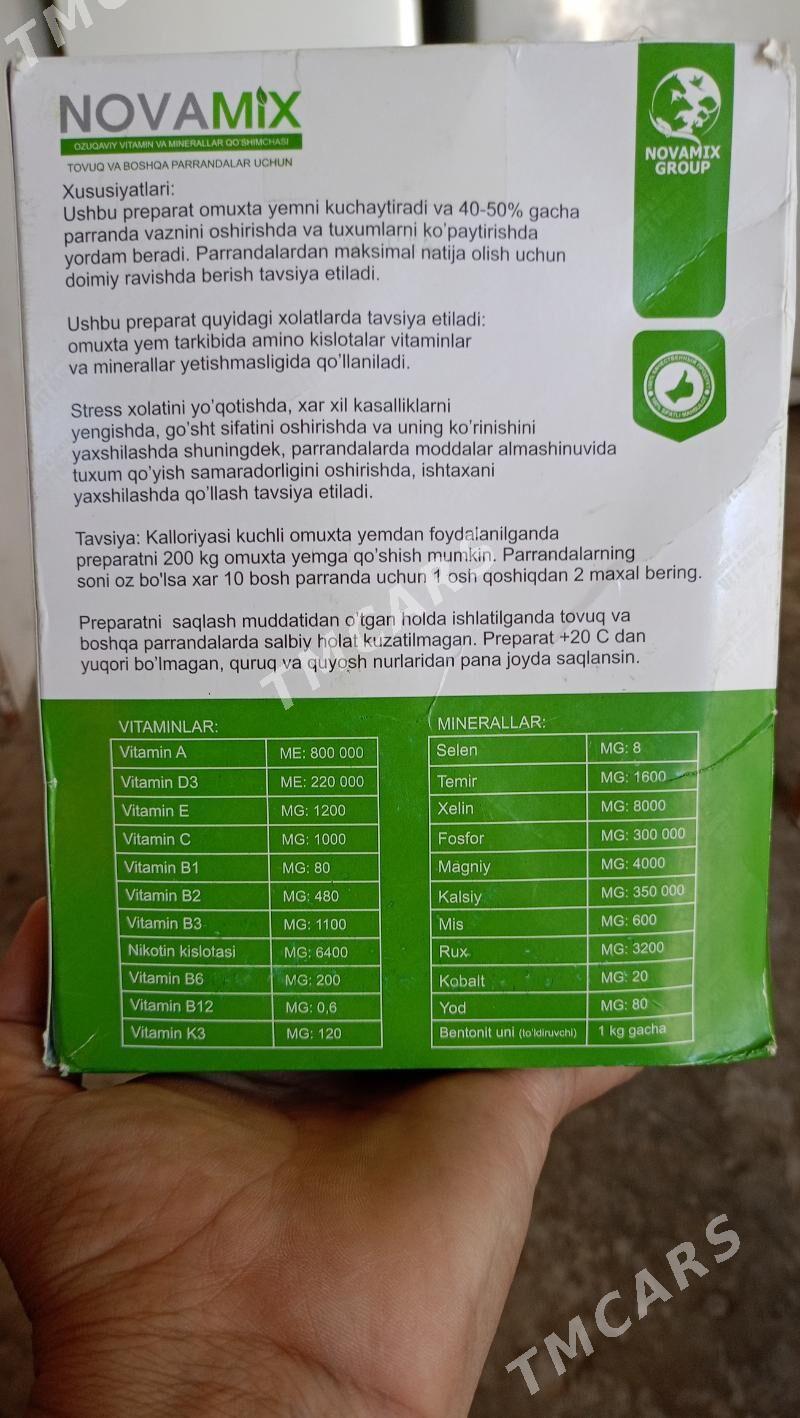 TMCARS
NOVAMIX
OZUQAVIY VITAMIN VA MINERALLAR QO'SHIMCHASI
TOVUQ VA BOSHQA PARRANDALAR UCHUN
NOVAMIX
GROUP
Xususiyatlari:
Ushbu preparat omuxta yemni kuchaytiradi va 40-50% gacha
parranda vaznini oshirishda va tuxumlarni ko'paytirishda
yordam beradi. Parrandalardan maksimal natija olish uchun
doimiy ravishda berish tavsiya etiladi.
Ushbu preparat quyidagi xolatlarda tavsiya etiladi:
omuxta yem tarkibida amino kislotalar vitaminlar
va minerallar yetishmasligida qo'llaniladi.
100% КАЧЕСТВЕННЫЙ ПРОДУКТ
100% SIFATLI MAHSULOT
Stress xolatini yo'qotishda, xar xil kasalliklarni
yengishda, go'sht sifatini oshirishda va uning ko'rinishini
yaxshilashda shuningdek, parrandalarda moddalar almashinuvida
tuxum qo'yish samaradorligini oshirishda, ishtaxani
yaxshilashda qo'llash tavsiya etiladi.
Tavsiya: Kalloriyasi kuchli omuxta yemdan foydalanilganda
preparatni 200 kg omuxta yemga qo'shish mumkin. Parrandalarning
soni oz bo'lsa xar 10 bosh parranda uchun 1 osh qoshiqdan 2 maxal bering.
Preparatni saqlash muddatidan o'tgan holda ishlatilganda tovuq va
boshqa parrandalarda salbiy holat kuzatilmagan. Preparat +20 C dan
yuqori bo'lmagan, quruq va quyosh nurlaridan pana joyda saqlansin.
TMCARS
VITAMINLAR:
Vitamin A ME: 800 000
Vitamin D3 ME: 220 000
Vitamin E MG: 1200
Vitamin C MG: 1000
Vitamin B1 MG: 80
Vitamin B2 MG: 480
Vitamin B3 MG: 1100
Nikotin kislotasi MG: 6400
Vitamin B6 MG: 200
Vitamin B12 MG: 0,6
Vitamin K3 MG: 120
MINERALLAR:
Selen MG: 8
Temir MG: 1600
Xelin MG: 8000
Fosfor MG: 300 000
Magniy MG: 4000
Kalsiy MG: 350 000
Mis MG: 600
Rux MG: 3200
Kobalt MG: 20
Yod MG: 80
Bentonit uni (to'ldiruvchi) 1 kg gacha
TMCARS